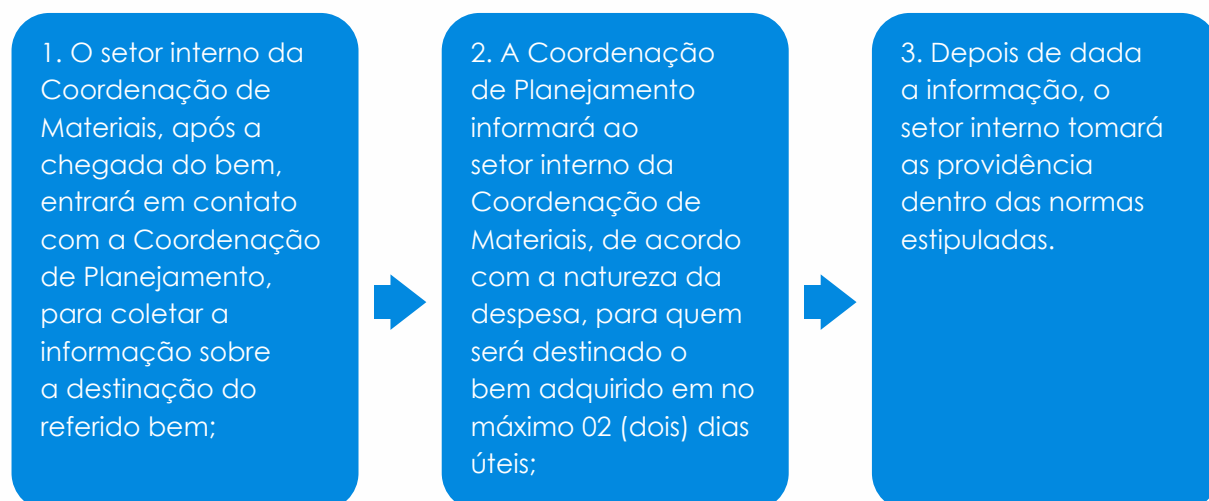 1. O setor interno da
Coordenação de
Materiais, após a
chegada do bem,
entrará em contato
com a Coordenação
de Planejamento,
para coletar a
informação sobre
a destinação do
referido bem;
2. A Coordenação
de Planejamento
informará ao
setor interno da
Coordenação de
Materiais, de acordo
com a natureza da
despesa, para quem
será destinado o
bem adquirido em no
máximo 02 (dois) dias
úteis;
3. Depois de dada
a informação, o
setor interno tomará
as providência
dentro das normas
estipuladas.